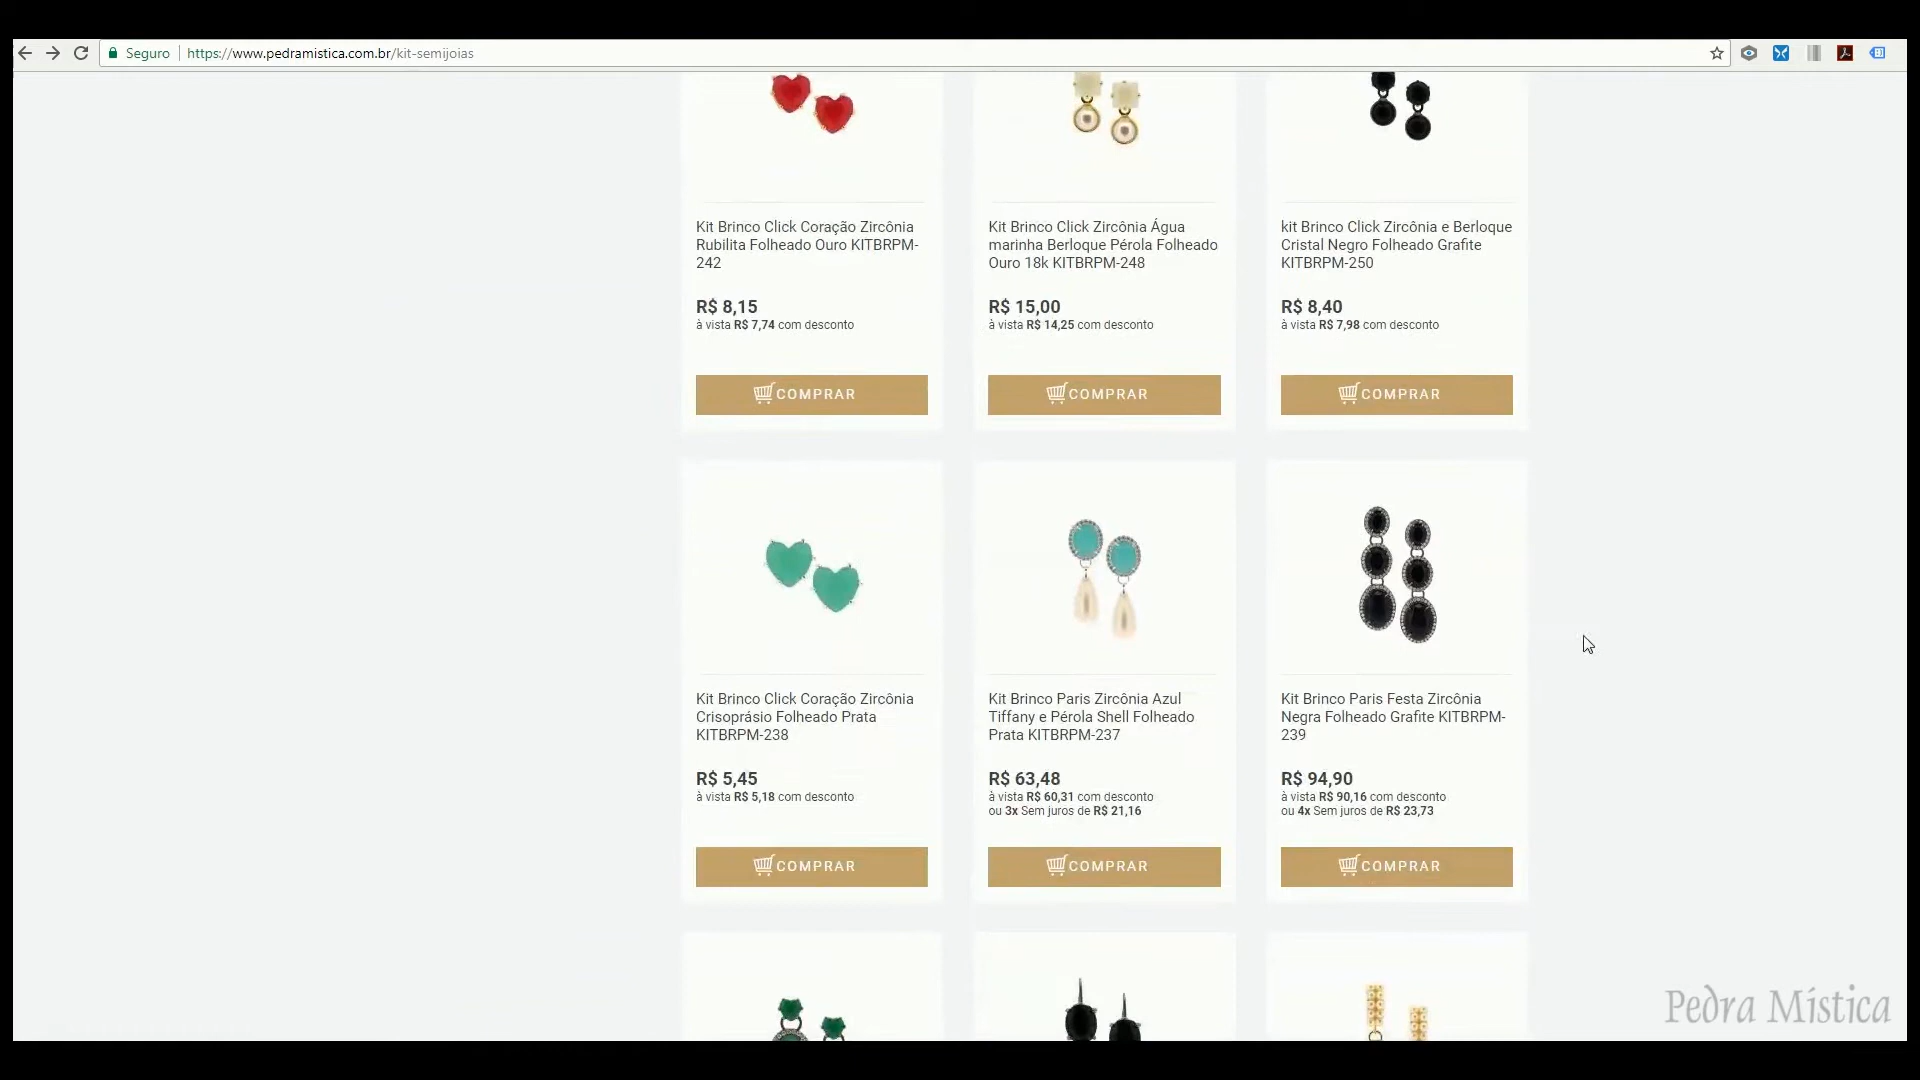 Seguro https://www.pedramistica.com.br/kit-semijoias
Kit Brinco Click Coração Zircônia
Rubilita Folheado Ouro KITBRPM-
242
R$ 8,15
à vista R$ 7,74 com desconto
COMPRAR
Kit Brinco Click Zircônia Água
marinha Berloque Pérola Folheado
Ouro 18k KITBRPM-248
R$ 15,00
à vista R$ 14,25 com desconto
COMPRAR
kit Brinco Click Zircônia e Berloque
Cristal Negro Folheado Grafite
KITBRPM-250
R$ 8,40
à vista R$ 7,98 com desconto
COMPRAR
Kit Brinco Click Coração Zircônia
Crisoprásio Folheado Prata
KITBRPM-238
R$ 5,45
à vista R$ 5,18 com desconto
COMPRAR
Kit Brinco Paris Zircônia Azul
Tiffany e Pérola Shell Folheado
Prata KITBRPM-237
R$ 63,48
à vista R$ 60,31 com desconto
ou 3x Sem juros de R$ 21,16
COMPRAR
Kit Brinco Paris Festa Zircônia
Negra Folheado Grafite KITBRPM-
239
R$ 94,90
à vista R$ 90,16 com desconto
ou 4x Sem juros de R$ 23,73
COMPRAR
Pedra Mística